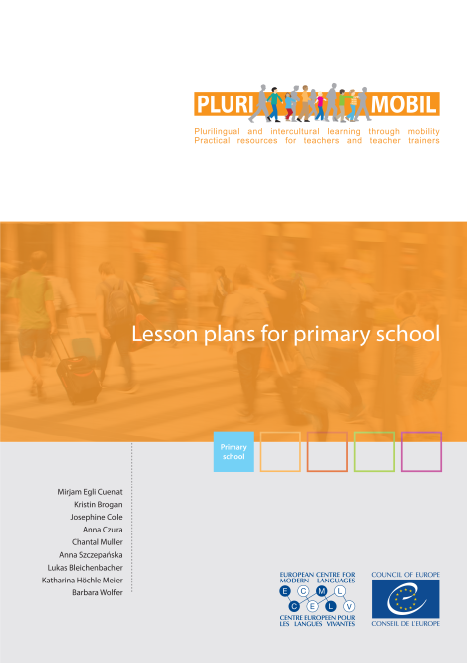 PLURI MOBIL
Plurilingual and intercultural learning through mobility
Practical resources for teachers and teacher trainers
Lesson plans for primary school
Primary
school
Mirjam Egli Cuenat
Kristin Brogan
Josephine Cole
Anna Czura
Chantal Muller
Anna Szczepańska
Lukas Bleichenbacher
Katharina Höchle Meier
Barbara Wolfer
EUROPEAN CENTRE FOR
MODERN LANGUAGES
E C M L
C E L V
CENTRE EUROPEEN POUR
LES LANGUES VIVANTES
COUNCIL OF EUROPE
CONSEIL DE L'EUROPE